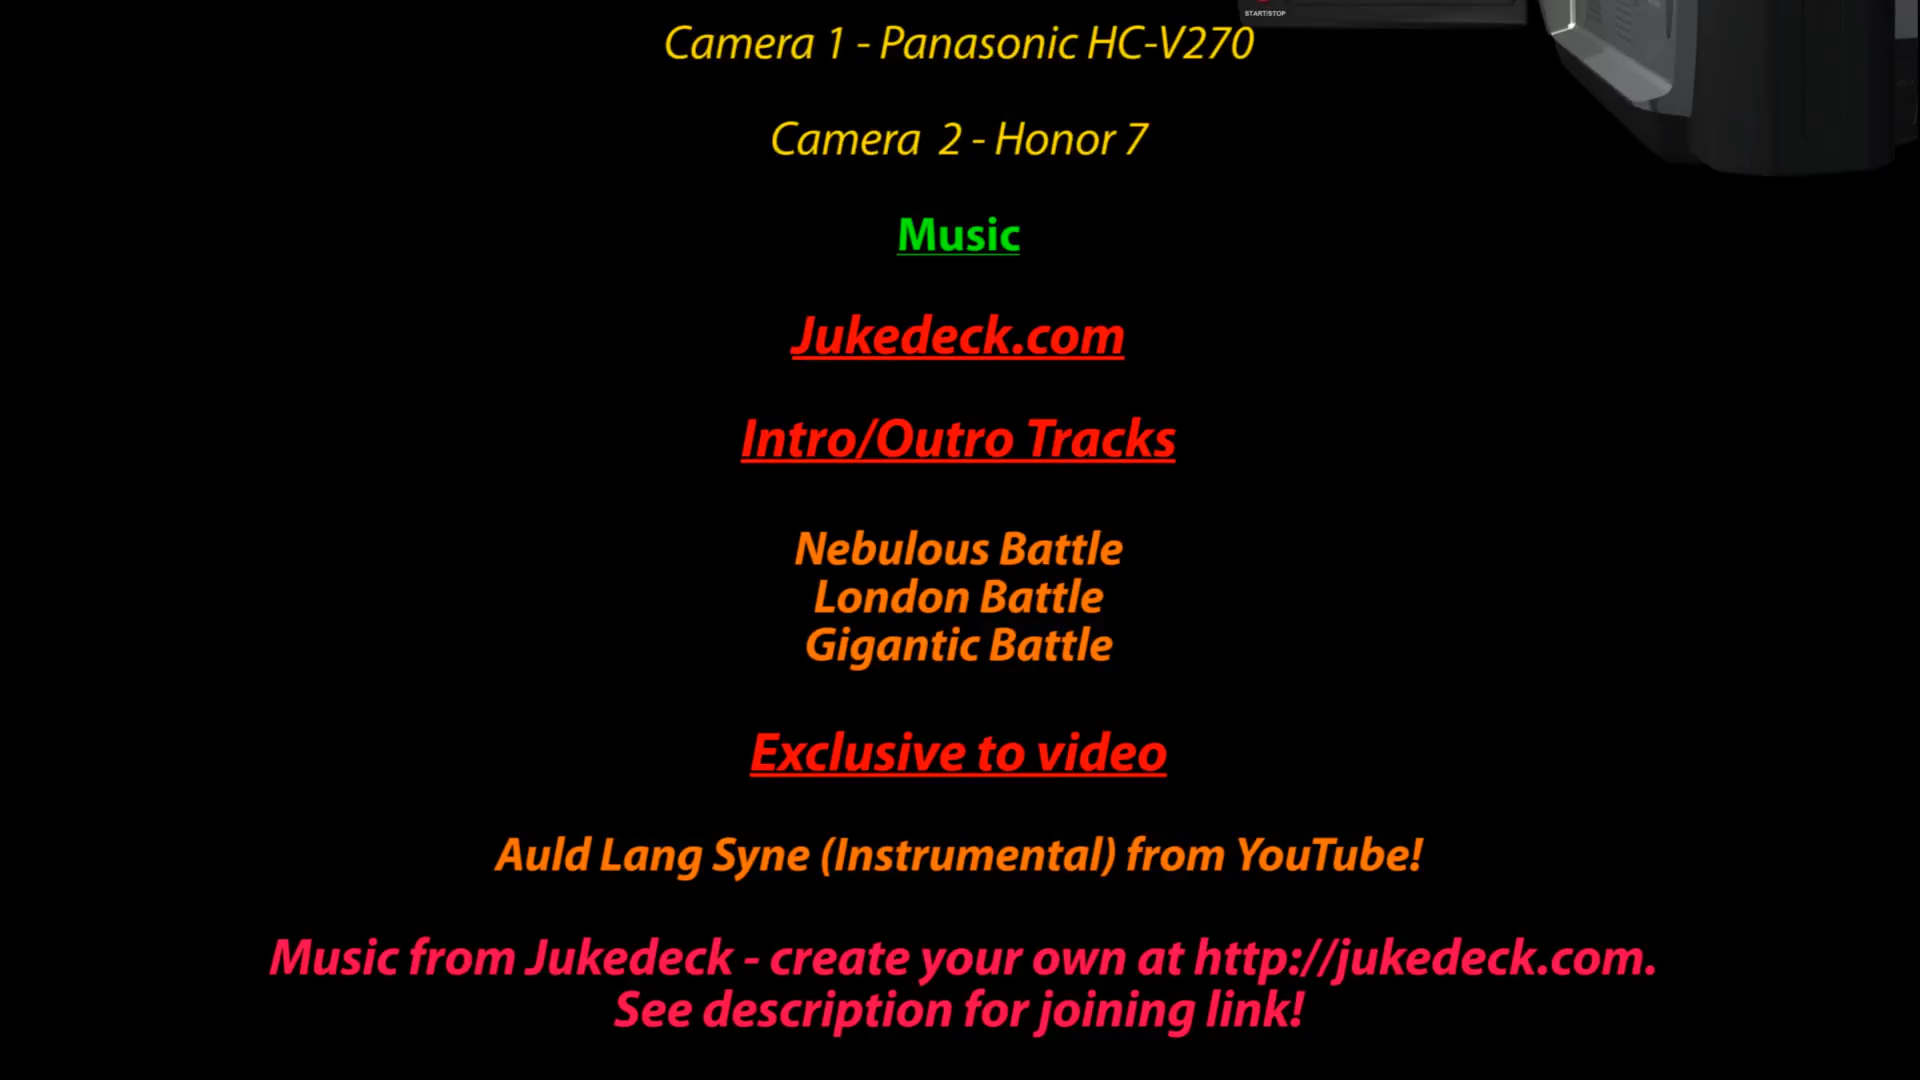 START/STOP
Camera 1 - Panasonic HC-V270
Camera  2 - Honor 7
Music
Jukedeck.com
Intro/Outro Tracks
Nebulous Battle
London Battle
Gigantic Battle
Exclusive to video
Auld Lang Syne (Instrumental) from YouTube!
Music from Jukedeck - create your own at http://jukedeck.com.
See description for joining link!